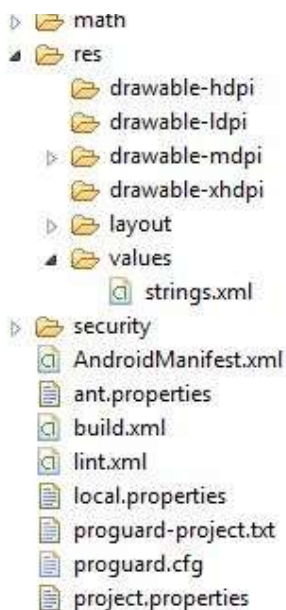 math
res
drawable-hdpi
drawable-ldpi
drawable-mdpi
drawable-xhdpi
layout
values
strings.xml
security
AndroidManifest.xml
ant.properties
build.xml
lint.xml
local.properties
proguard-project.txt
proguard.cfg
project.properties